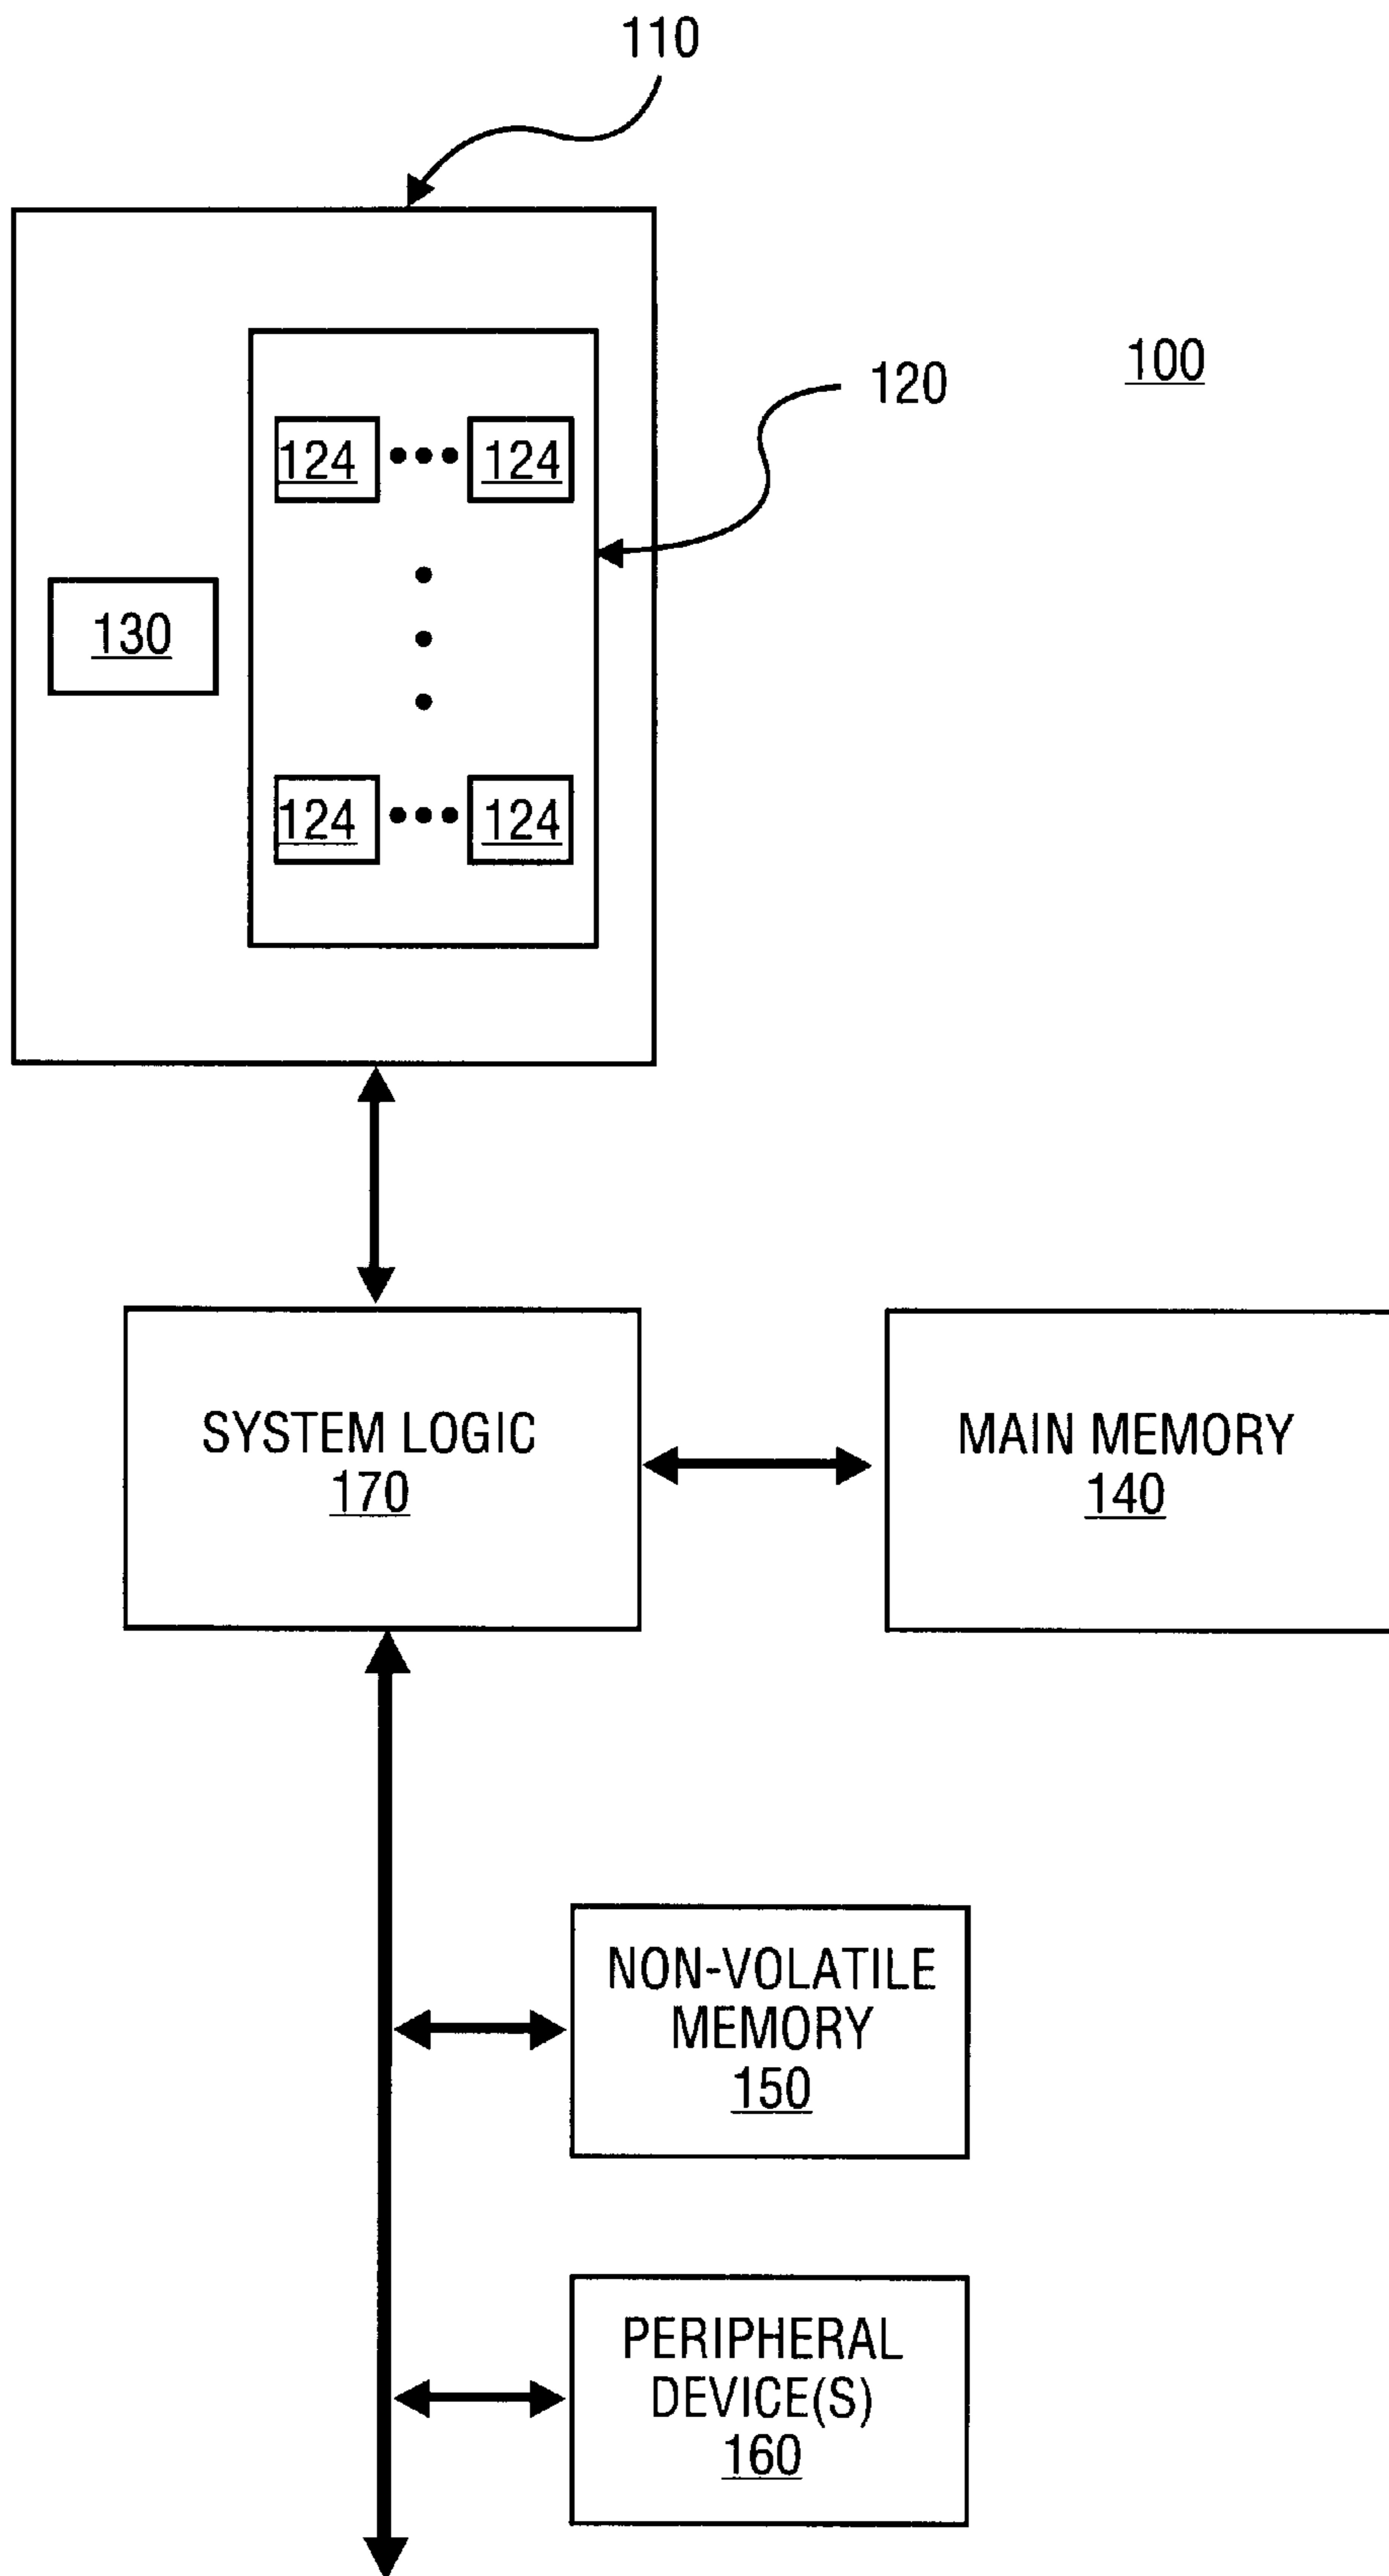 110
100
120
124 124
130
124 124
SYSTEM LOGIC
170
MAIN MEMORY
140
NON-VOLATILE
MEMORY
150
PERIPHERAL
DEVICE(S)
160